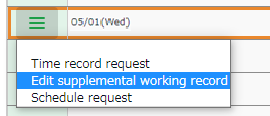 05/01(Wed)
Time record request
Edit supplemental working record
Schedule request